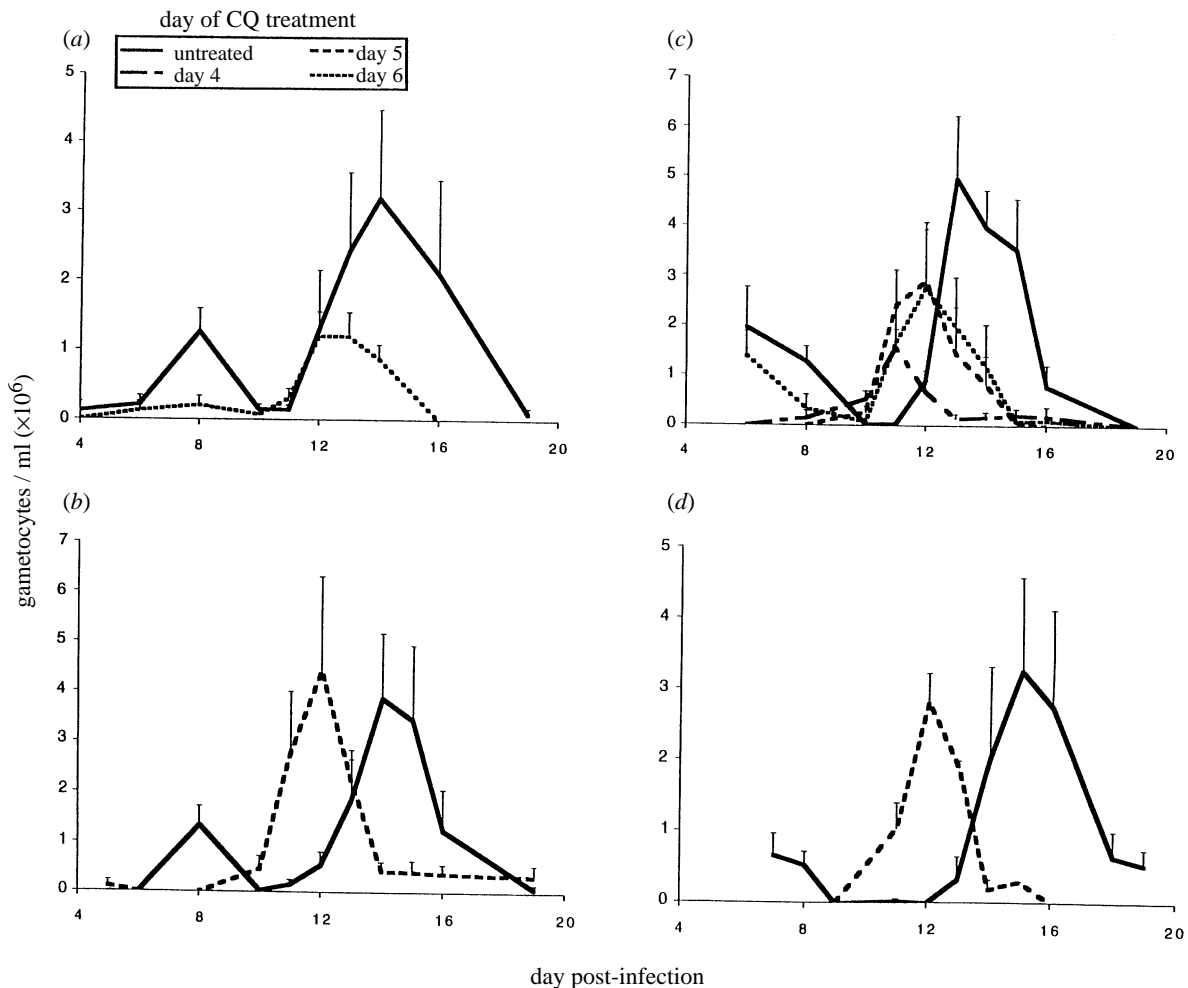 day of CQ treatment
untreated
day 5
day 4
day 6
(a)
5
4
3
2
1
0
4 8 12 16 20
(c)
7
6
5
4
3
2
1
0
4 8 12 16 20
(b)
7
6
5
4
3
2
1
0
4 8 12 16 20
(d)
5
4
3
2
1
0
4 8 12 16 20
gametocytes / ml (×10⁶)
day post-infection